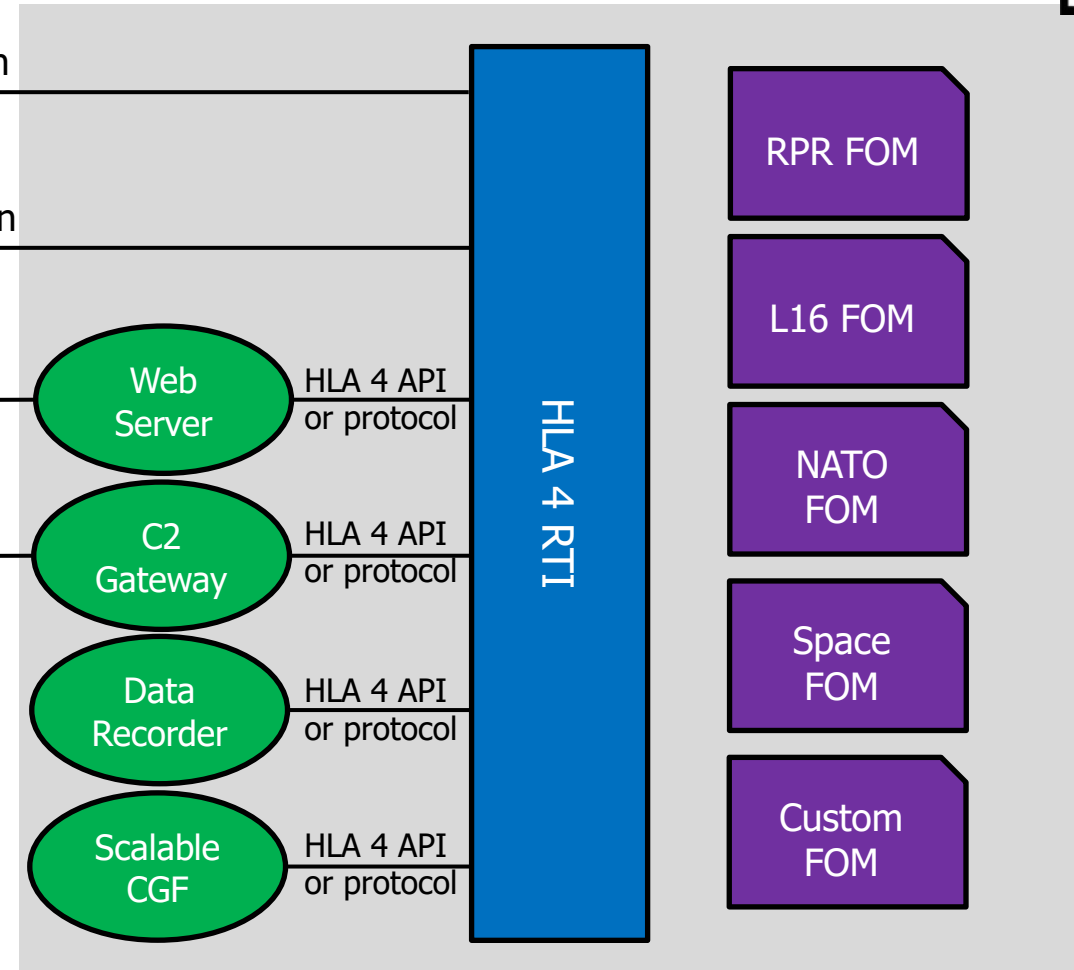 n
n
Web
Server
HLA 4 API
or protocol
C2
Gateway
HLA 4 API
or protocol
Data
Recorder
HLA 4 API
or protocol
Scalable
CGF
HLA 4 API
or protocol
HLA 4 RTI
RPR FOM
L16 FOM
NATO
FOM
Space
FOM
Custom
FOM